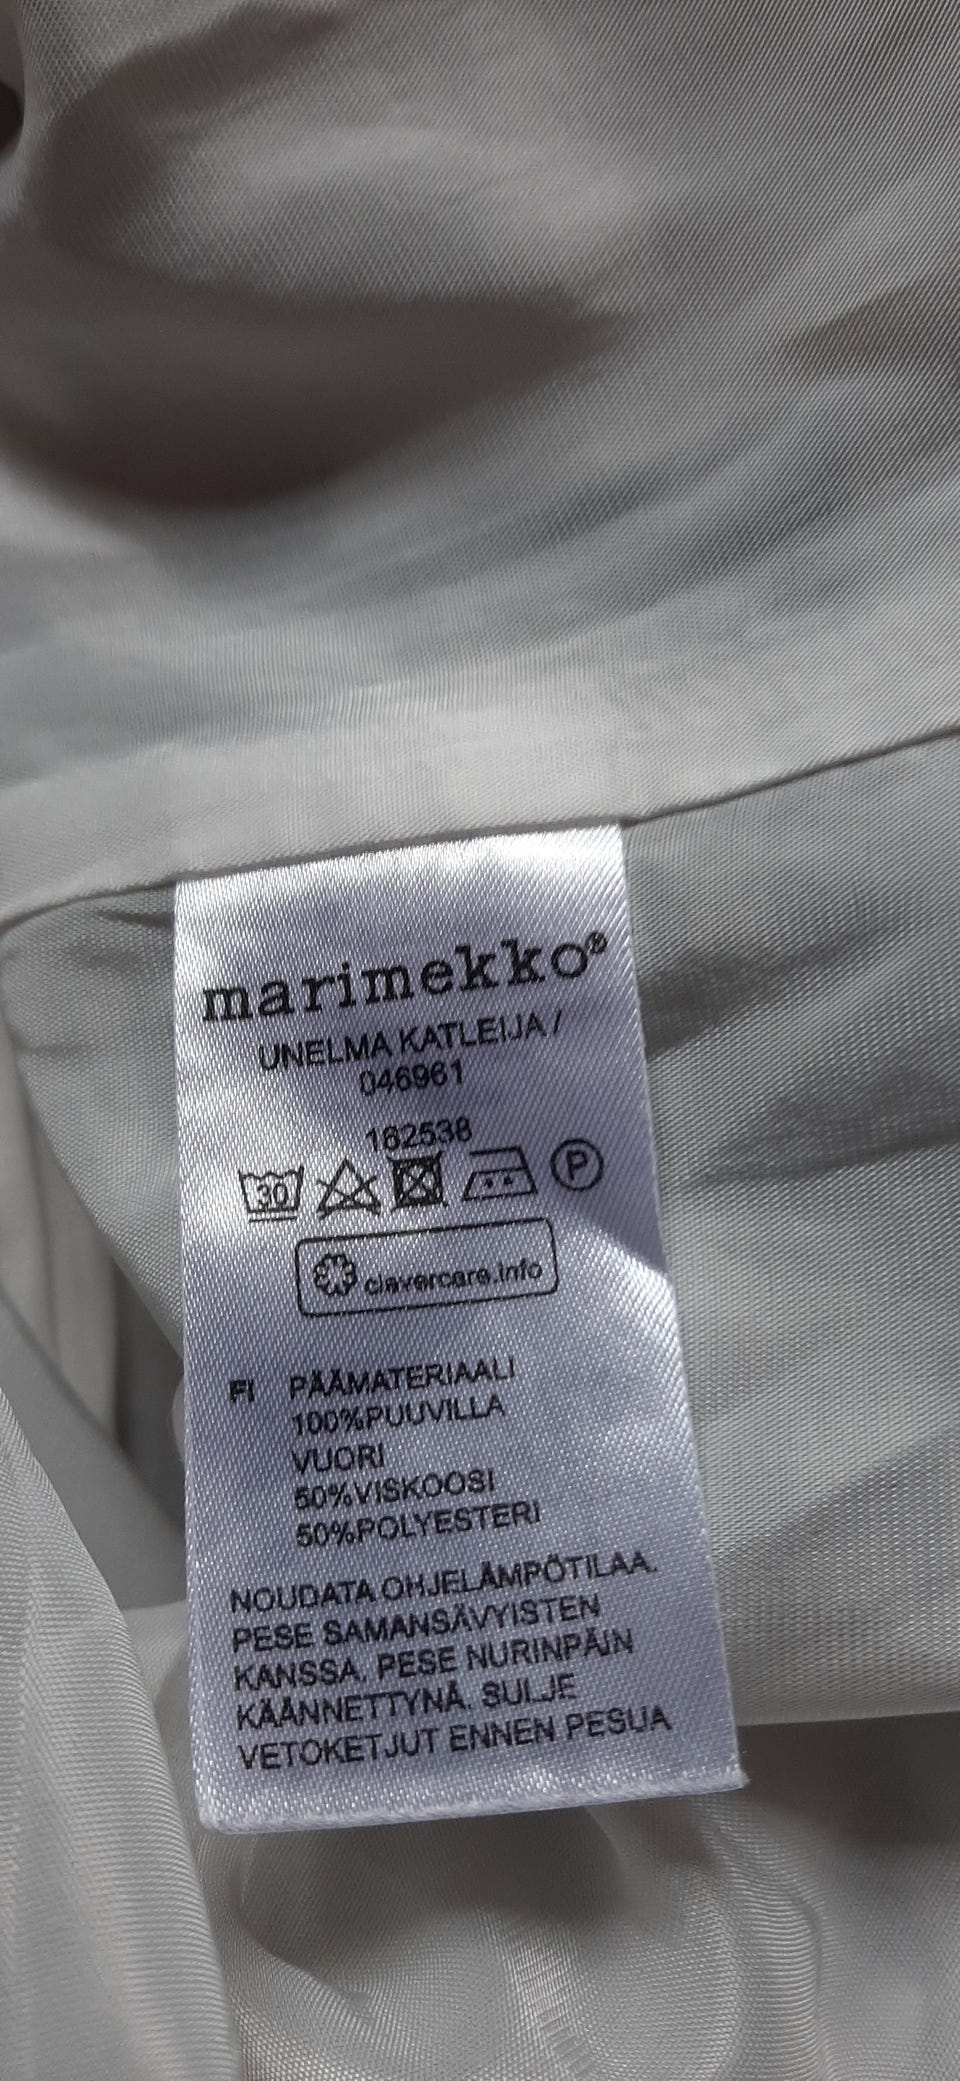 marimekko®
UNELMA KATLEIJA /
046961
162538
30 P
clevercare.info
FI PÄÄMATERIAALI
100%PUUVILLA
VUORI
50%VISKOOSI
50%POLYESTERI
NOUDATA OHJELÄMPÖTILAA.
PESE SAMANSÄVYISTEN
KANSSA. PESE NURINPÄIN
KÄÄNNETTYNÄ. SULJE
VETOKETJUT ENNEN PESUA